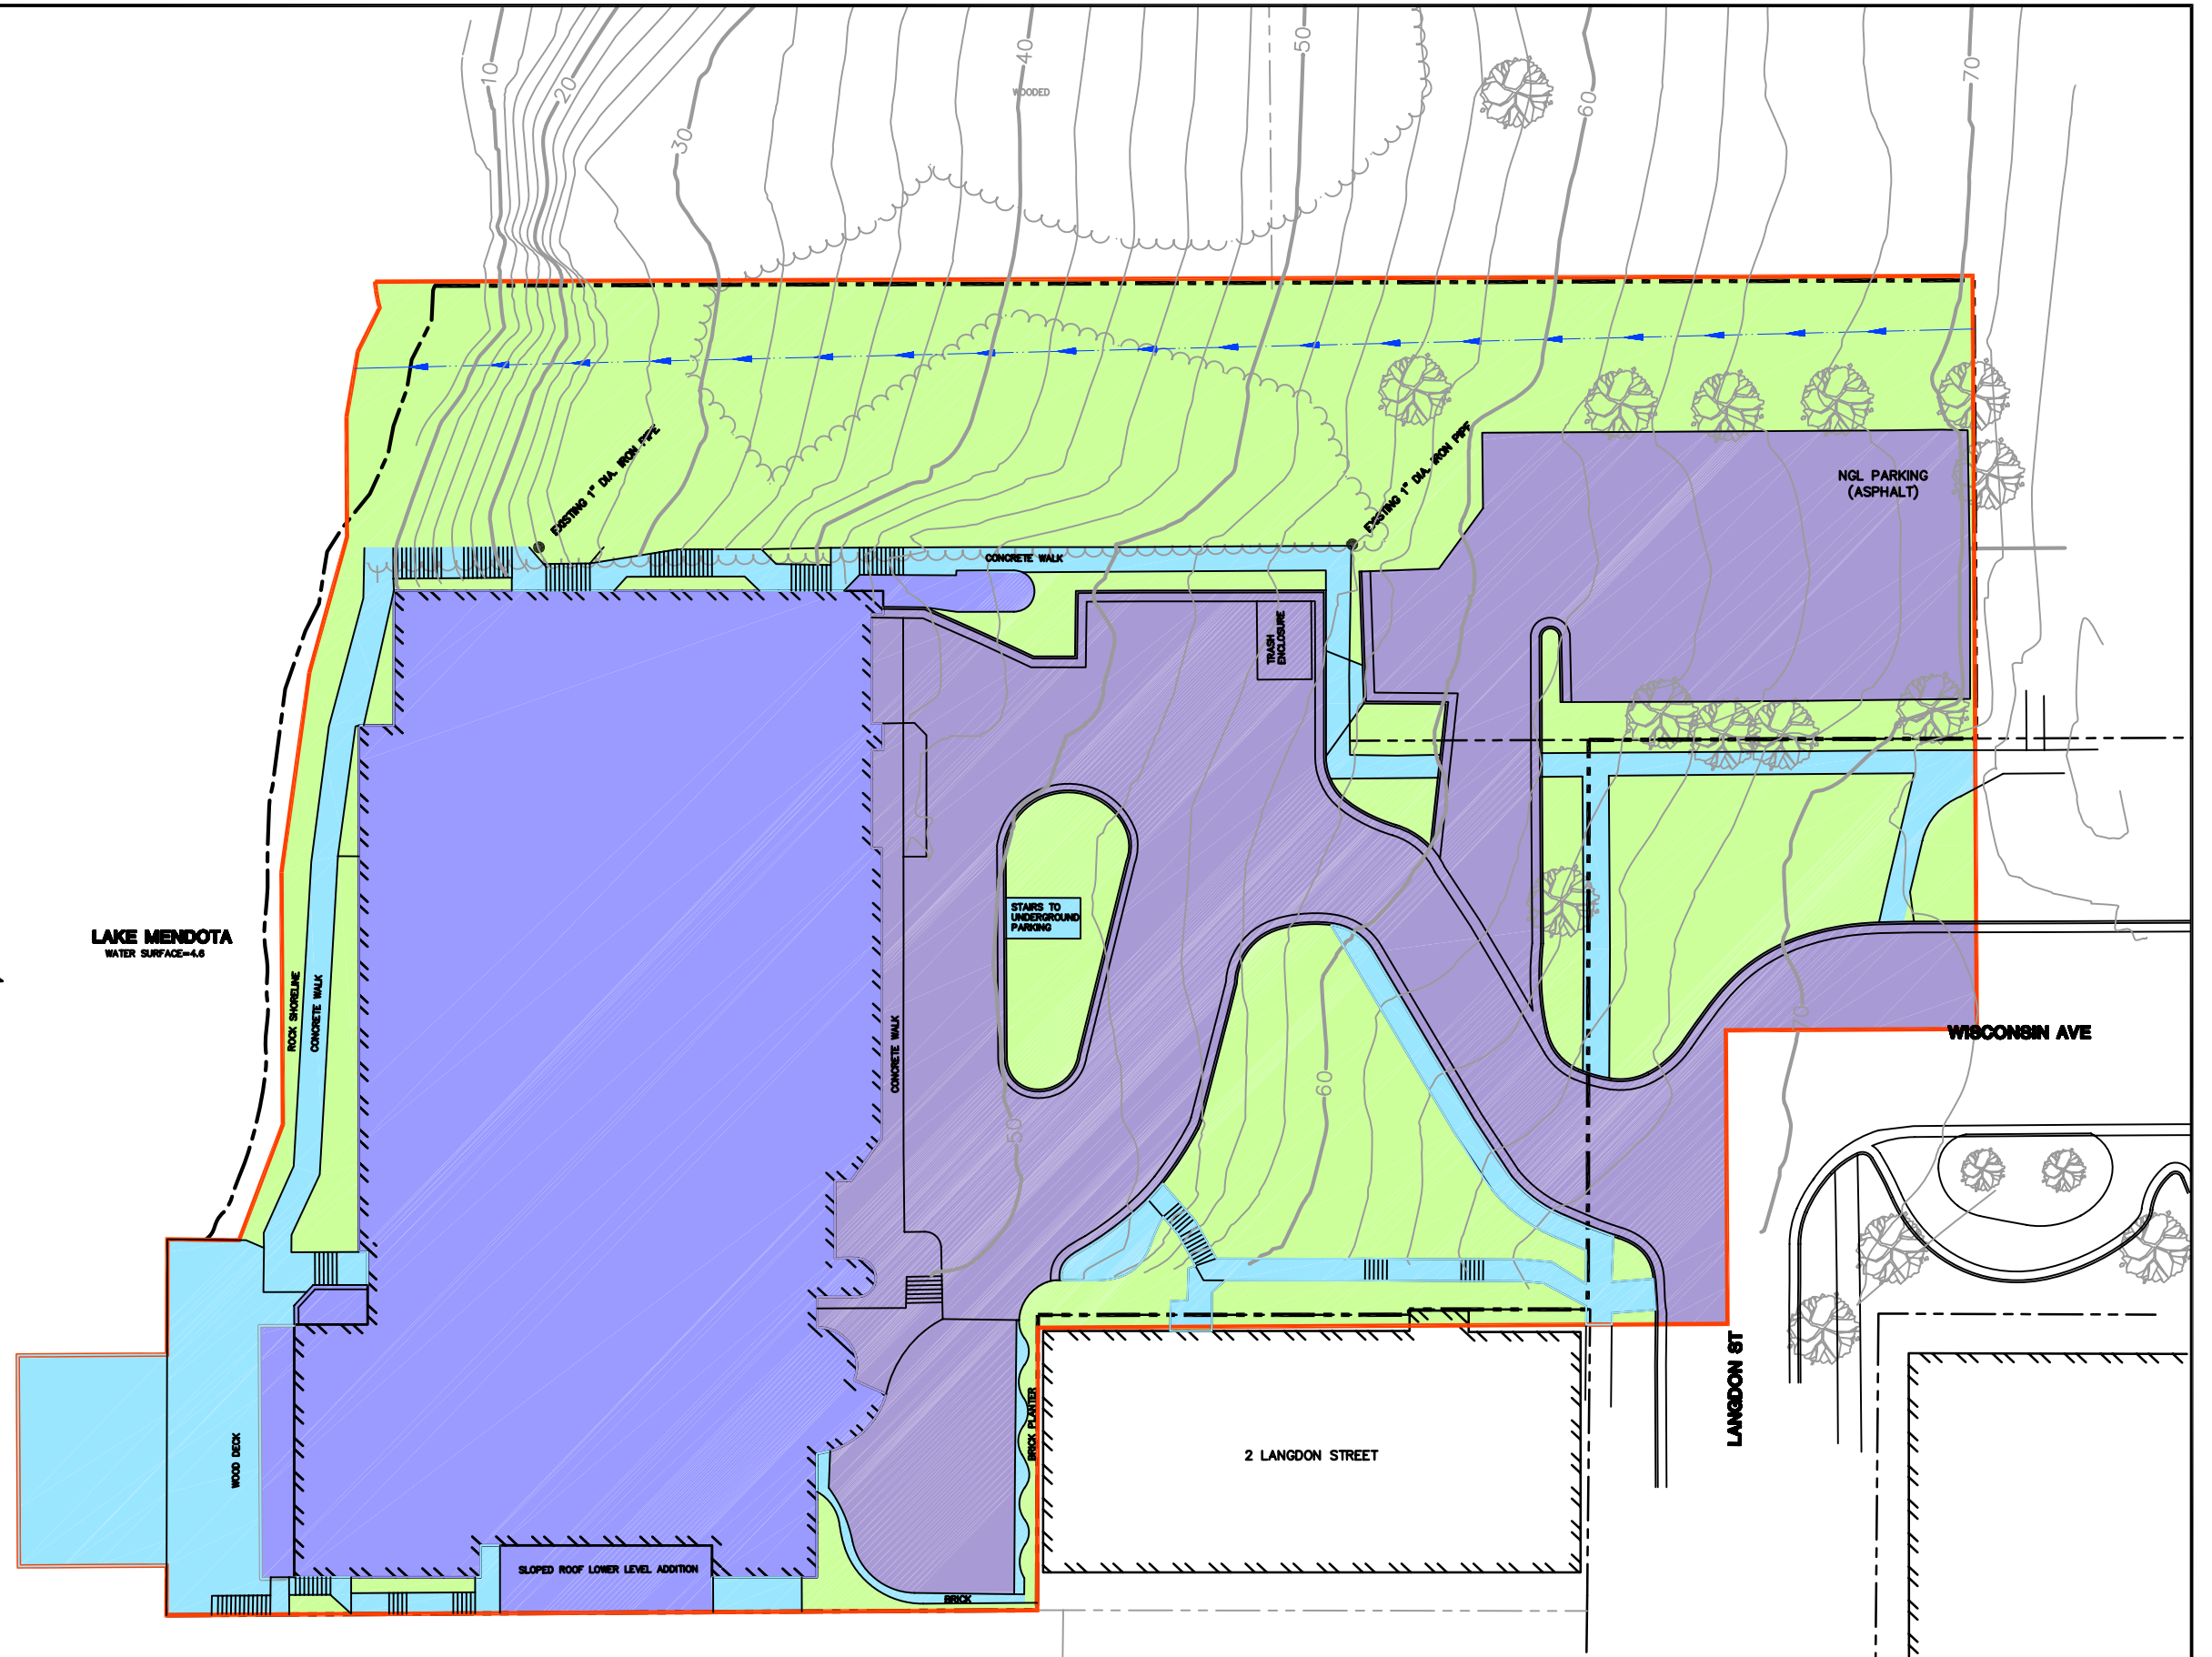 10
20
30
40
50
60
70
WOODED
EXISTING 1" DIA. IRON PIPE
EXISTING 1" DIA. IRON PIPE
NGL PARKING
(ASPHALT)
CONCRETE WALK
TRASH
ENCLOSURE
STAIRS TO
UNDERGROUND
PARKING
LAKE MENDOTA
WATER SURFACE=4.6
ROCK SHORELINE
CONCRETE WALK
CONCRETE WALK
50
60
70
WISCONSIN AVE
LANGDON ST
BRICK PLANTER
2 LANGDON STREET
WOOD DECK
SLOPED ROOF LOWER LEVEL ADDITION
BRICK